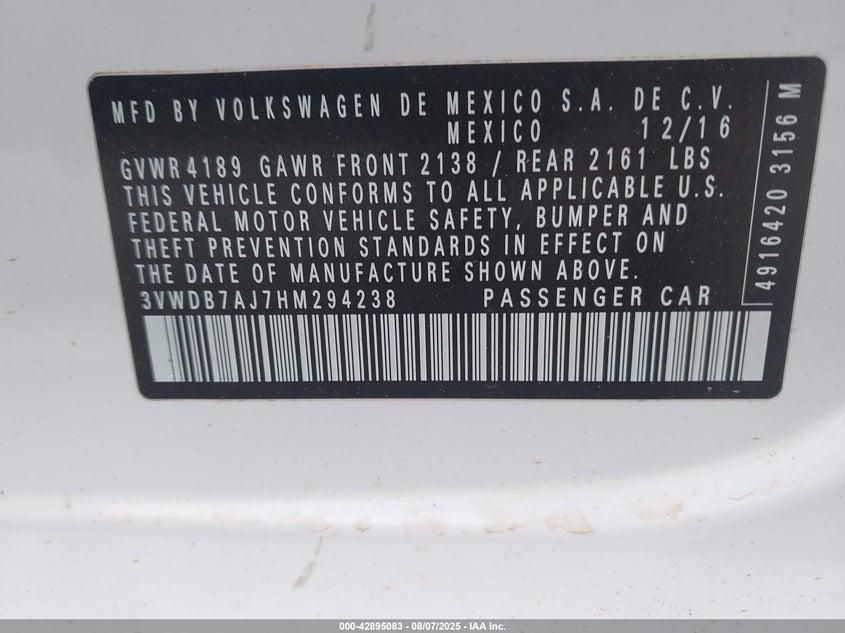 MFD BY VOLKSWAGEN DE MEXICO S.A. DE C.V.
MEXICO 12/16
GVWR 4189 GAWR FRONT 2138 / REAR 2161 LBS
THIS VEHICLE CONFORMS TO ALL APPLICABLE U.S.
FEDERAL MOTOR VEHICLE SAFETY, BUMPER AND
THEFT PREVENTION STANDARDS IN EFFECT ON
THE DATE OF MANUFACTURE SHOWN ABOVE.
3VWDB7AJ7HM294238 PASSENGER CAR
4916420 3156 M
000-42895083 - 08/07/2025 - IAA Inc.